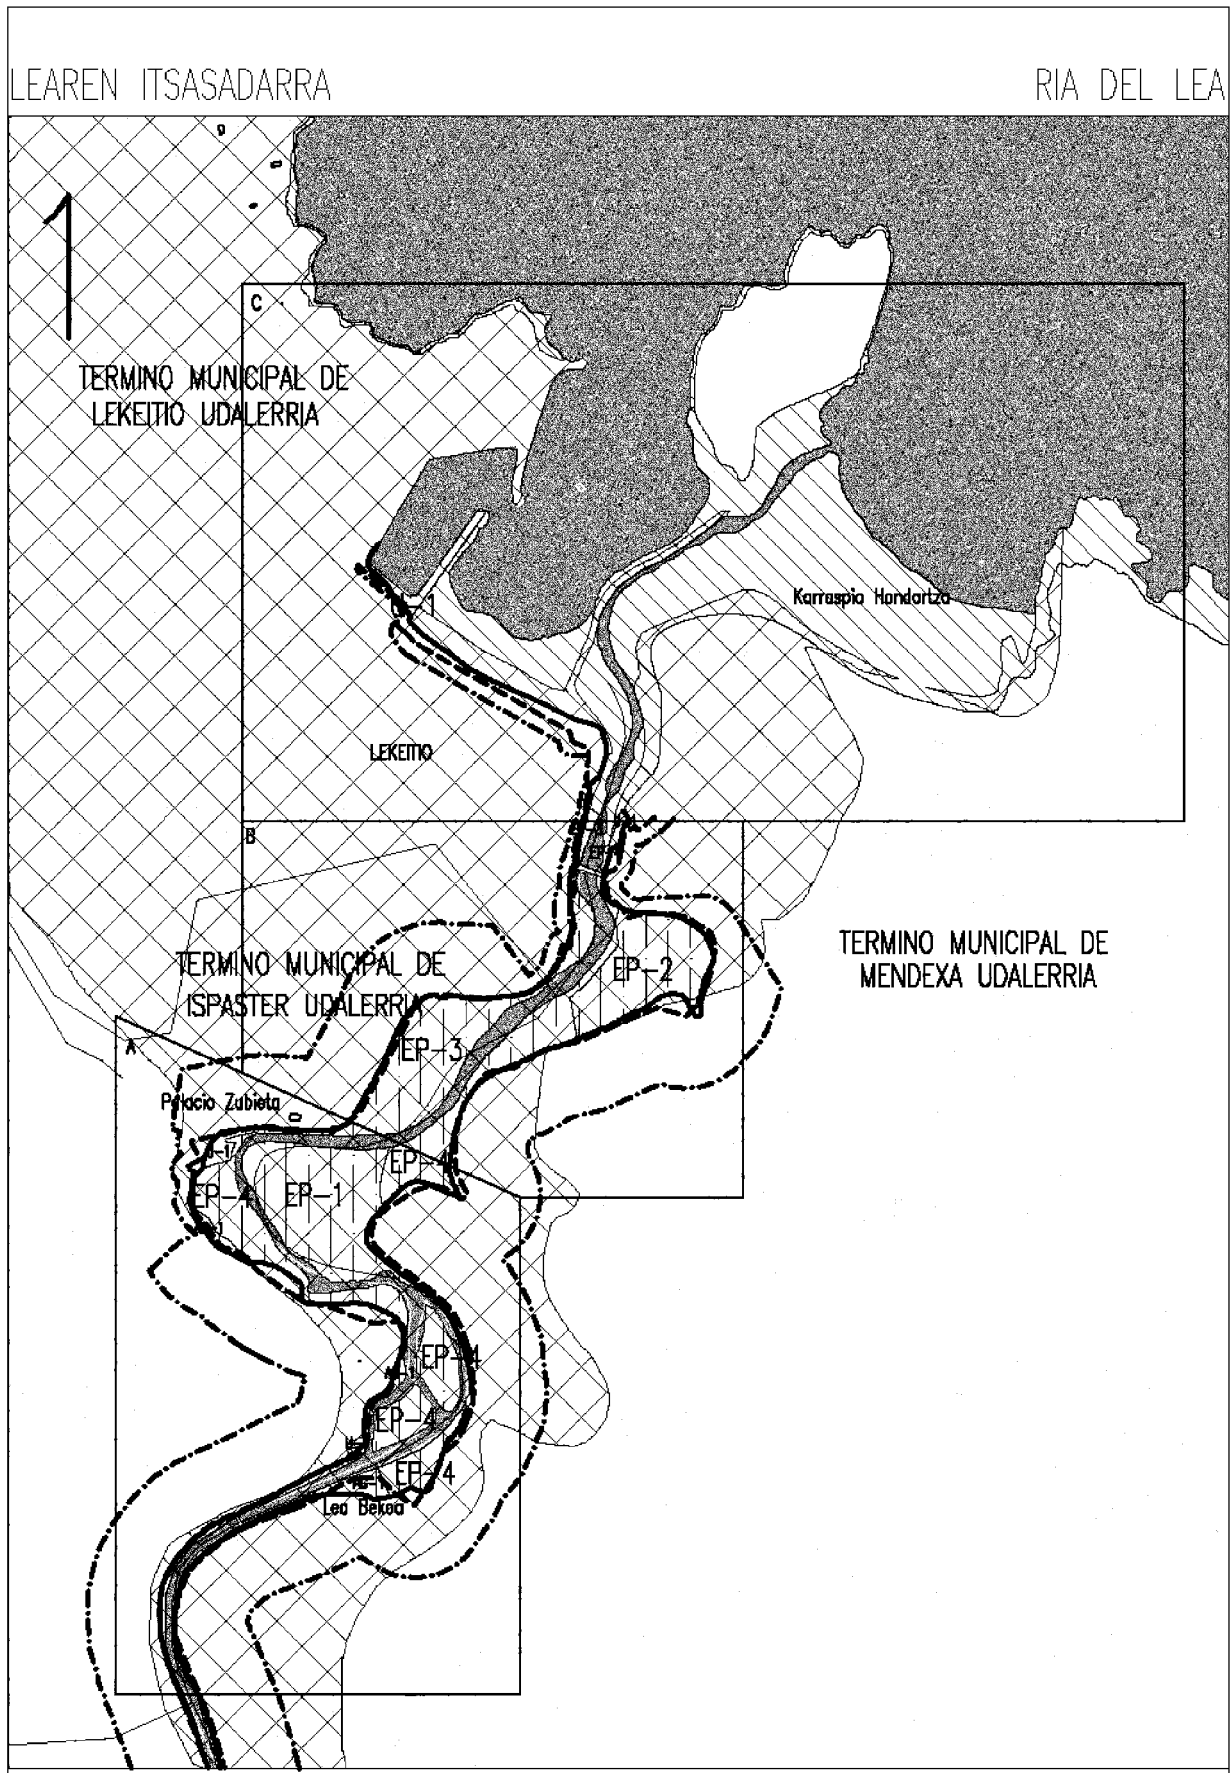 LEAREN ITSASADARRA
RIA DEL LEA
C
TERMINO MUNICIPAL DE
LEKEITIO UDALERRIA
Karraspio Hondartza
LEKEITIO
B
TERMINO MUNICIPAL DE
ISPASTER UDALERRIA
TERMINO MUNICIPAL DE
MENDEXA UDALERRIA
EP-2
EP-3
A
Palacio Zubieta
EP-4
EP-4
EP-1
EP-4
EP-4
EP-4
Lea Bekoa